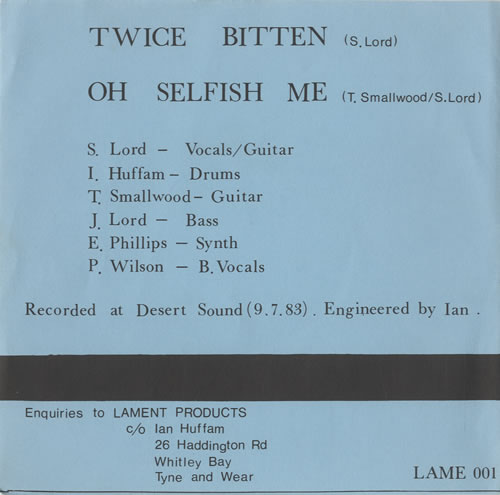 TWICE BITTEN (S. Lord)
OH SELFISH ME (T. Smallwood/S. Lord)
S. Lord – Vocals/Guitar
I. Huffam – Drums
T. Smallwood – Guitar
J. Lord – Bass
E. Phillips – Synth
P. Wilson – B. Vocals
Recorded at Desert Sound (9.7.83). Engineered by Ian.
Enquiries to LAMENT PRODUCTS
c/o Ian Huffam
26 Haddington Rd
Whitley Bay
Tyne and Wear
LAME 001